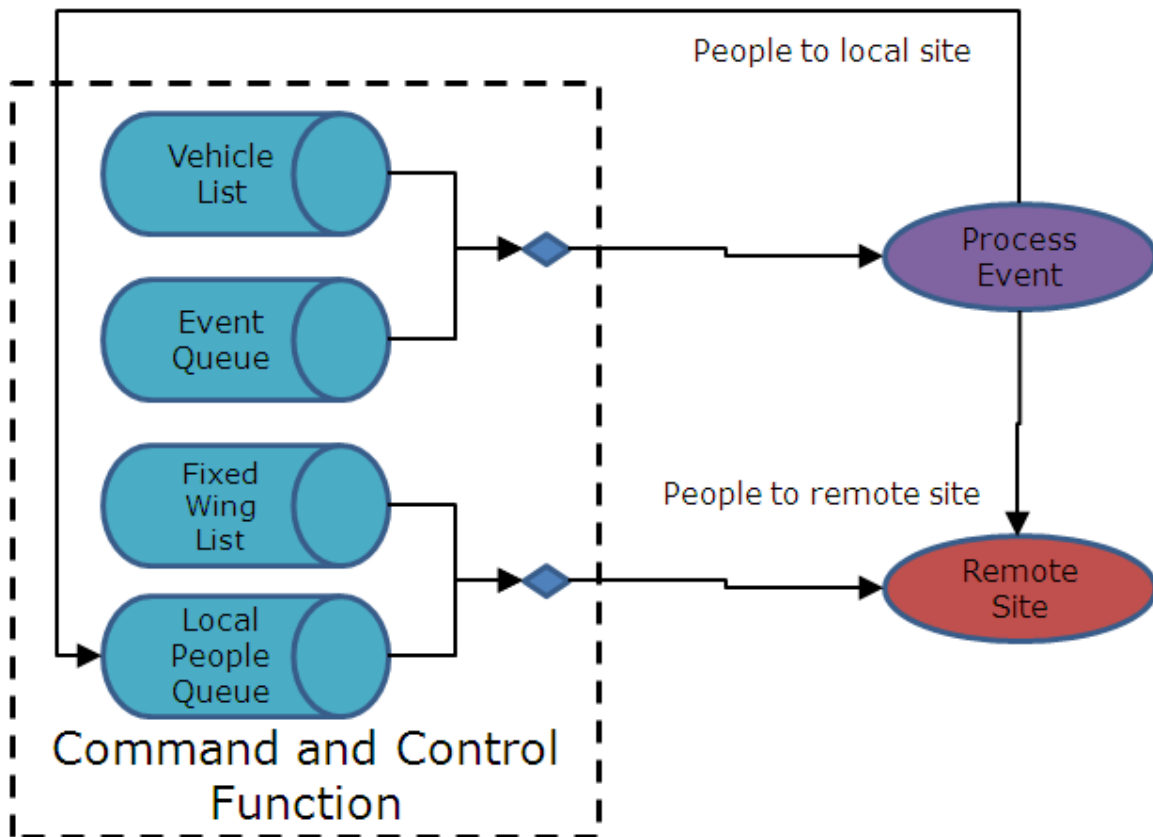 People to local site
Vehicle
List
Process
Event
Event
Queue
Fixed
Wing
List
People to remote site
Remote
Site
Local
People
Queue
Command and Control
Function